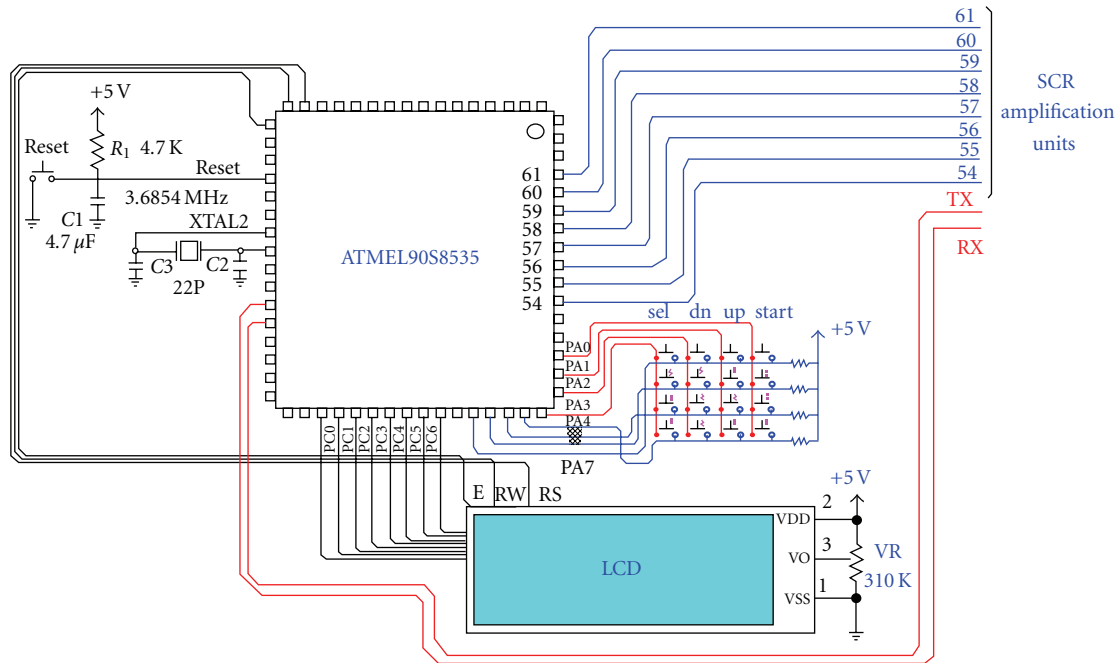 61
60
59
58
57
56
55
54
SCR
amplification
units
TX
RX
+5 V
R1 4.7 K
Reset
Reset
3.6854 MHz
C1
4.7 µF
XTAL2
C3
C2
22P
ATMEL90S8535
61
60
59
58
57
56
55
54
sel dn up start
+5 V
PA0
PA1
PA2
PA3
PA4
PA7
PC0
PC1
PC2
PC3
PC4
PC5
PC6
E RW RS
LCD
VDD
VO
VSS
2
3
1
+5 V
VR
310 K